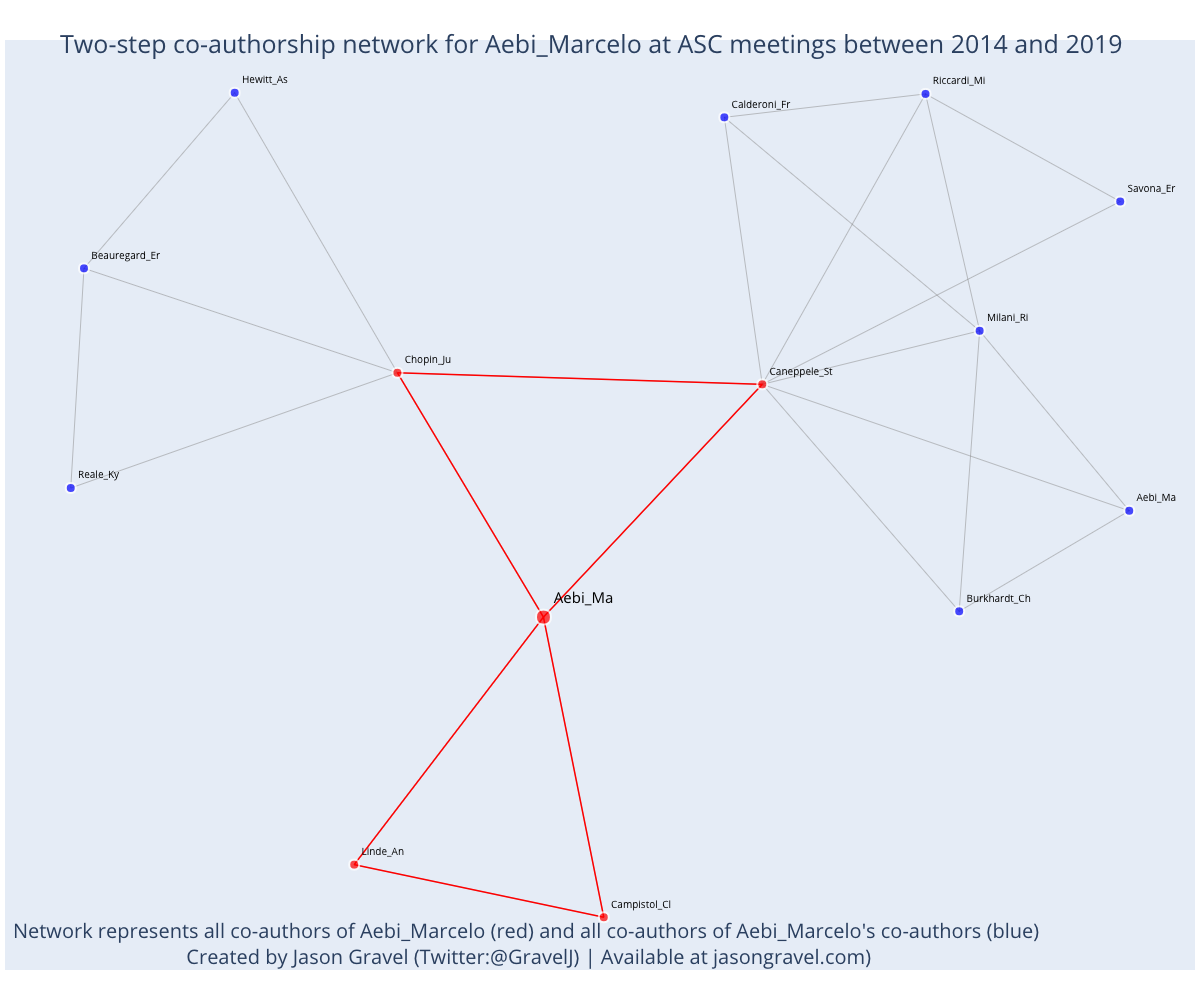 Two-step co-authorship network for Aebi_Marcelo at ASC meetings between 2014 and 2019
Hewitt_As
Riccardi_Mi
Calderoni_Fr
Savona_Er
Beauregard_Er
Milani_Ri
Chopin_Ju
Caneppele_St
Reale_Ky
Aebi_Ma
Aebi_Ma
Burkhardt_Ch
Linde_An
Campistol_Cl
Network represents all co-authors of Aebi_Marcelo (red) and all co-authors of Aebi_Marcelo's co-authors (blue)
Created by Jason Gravel (Twitter:@GravelJ) | Available at jasongravel.com)